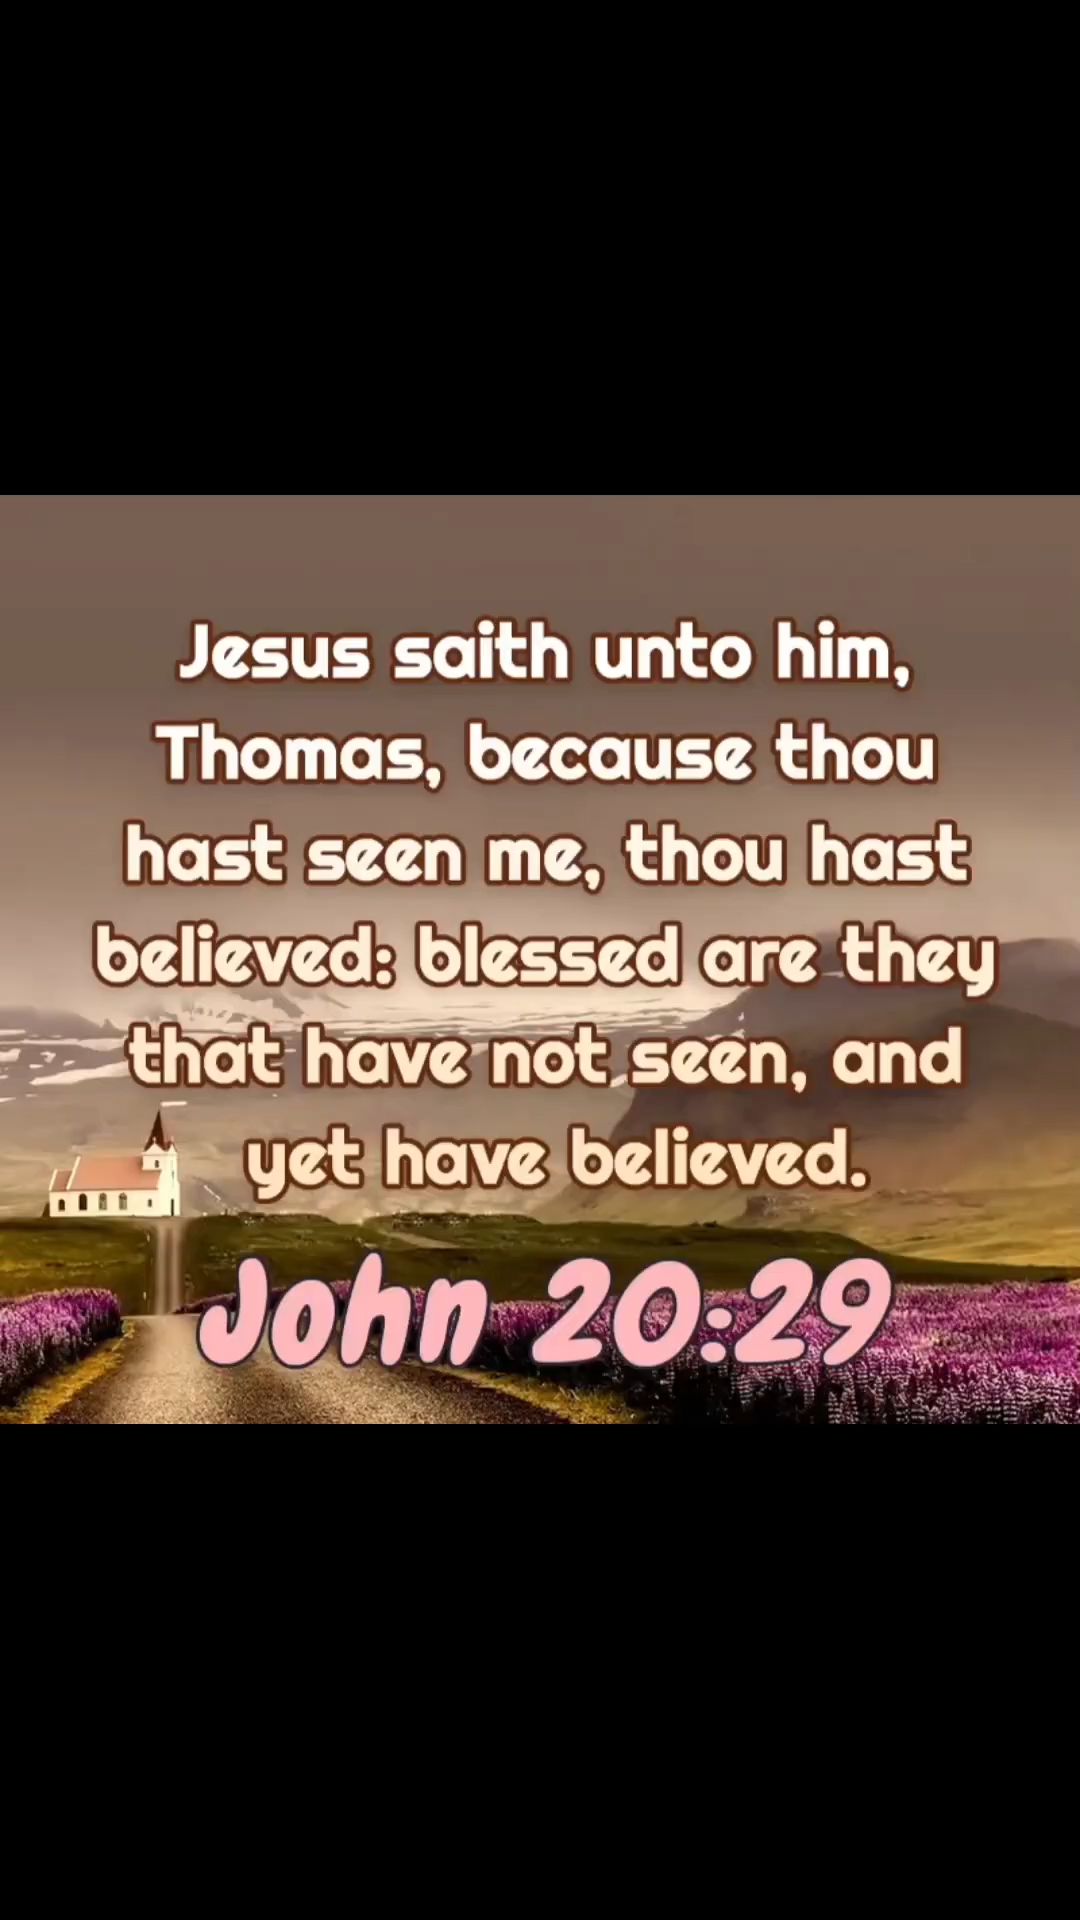 Jesus saith unto him,
Thomas, because thou
hast seen me, thou hast
believed: blessed are they
that have not seen, and
yet have believed.
John 20:29